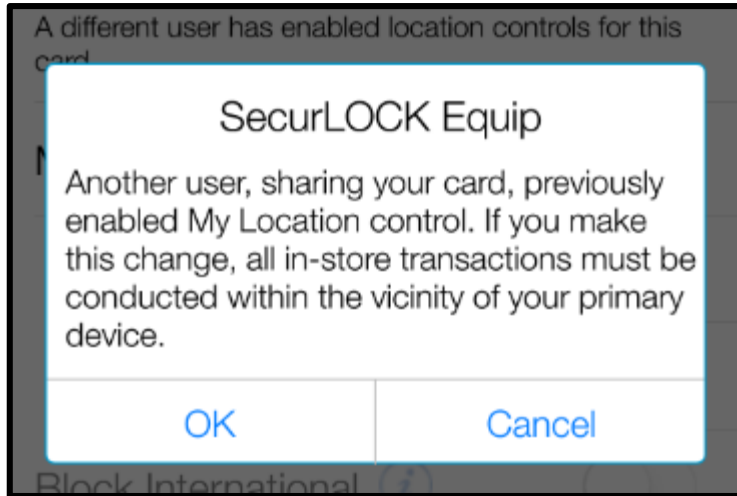 A different user has enabled location controls for this
card
SecurLOCK Equip
Another user, sharing your card, previously
enabled My Location control. If you make
this change, all in-store transactions must be
conducted within the vicinity of your primary
device.
OK
Cancel
Block International